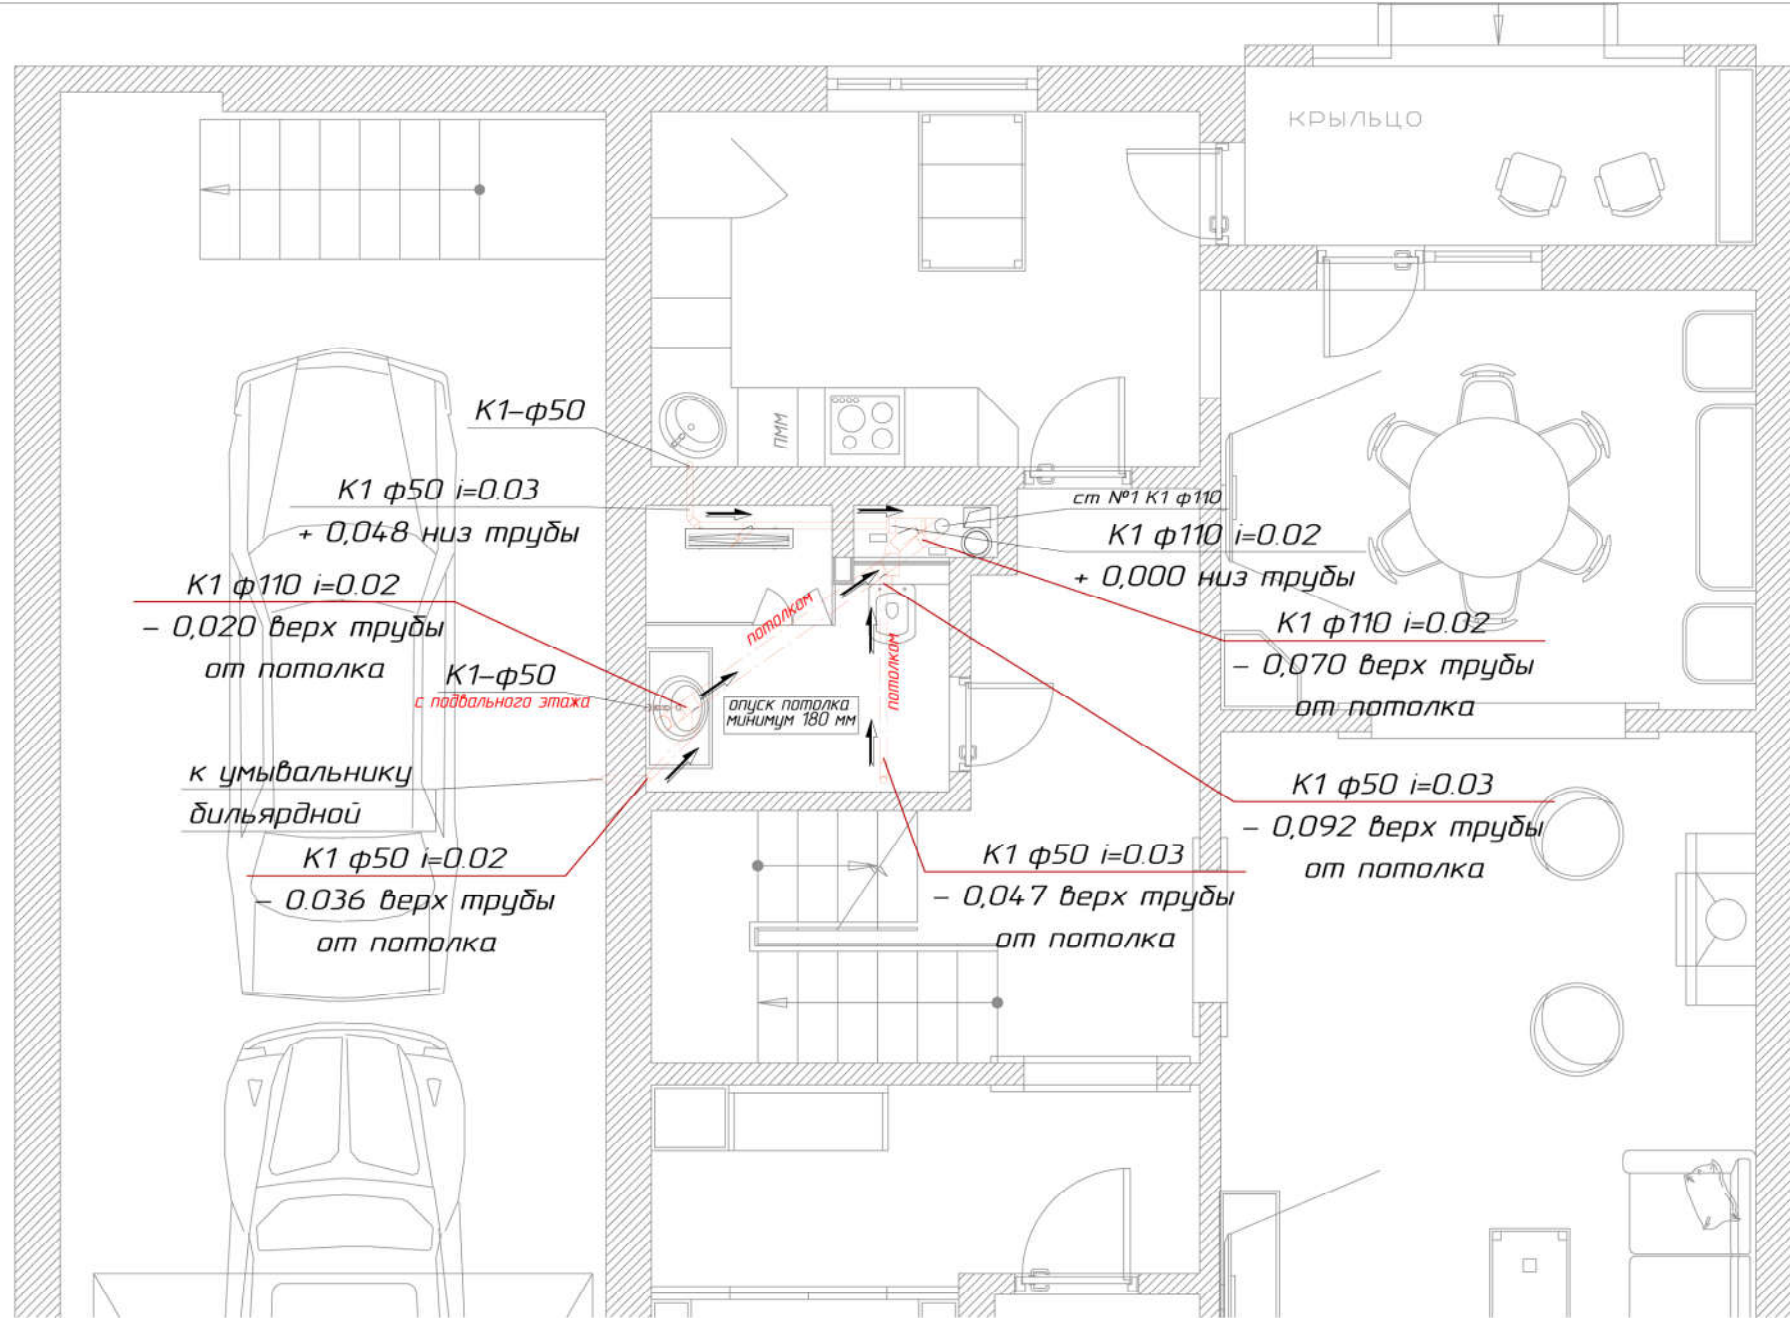 КРЫЛЬЦО
К1-ф50
ПММ
К1 ф50 i=0.03
+ 0,048 низ трубы
ст №1 К1 ф110
К1 ф110 i=0.02
+ 0,000 низ трубы
К1 ф110 i=0.02
- 0,020 верх трубы
от потолка
потолком
К1 ф110 i=0.02
- 0,070 верх трубы
от потолка
К1-ф50
с подвального этажа
потолком
опуск потолка
минимум 180 мм
к умывальнику
бильярдной
К1 ф50 i=0.03
- 0,092 верх трубы
от потолка
К1 ф50 i=0.02
- 0.036 верх трубы
от потолка
К1 ф50 i=0.03
- 0,047 верх трубы
от потолка